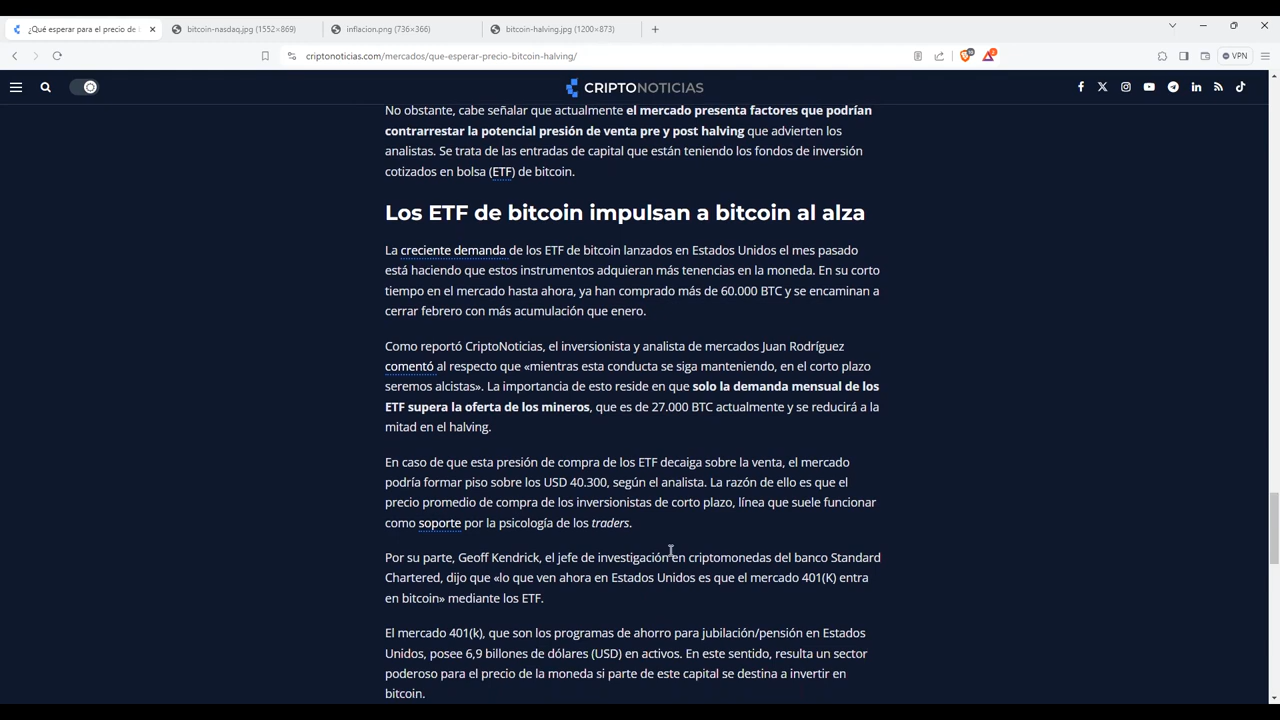 ¿Qué esperar para el precio de
bitcoin-nasdaq.jpg (1552×869)
inflacion.png (736×366)
bitcoin-halving.jpg (1200×873)
criptonoticias.com/mercados/que-esperar-precio-bitcoin-halving/
VPN
CRIPTONOTICIAS
No obstante, cabe señalar que actualmente el mercado presenta factores que podrían
contrarrestar la potencial presión de venta pre y post halving que advierten los
analistas. Se trata de las entradas de capital que están teniendo los fondos de inversión
cotizados en bolsa (ETF) de bitcoin.
Los ETF de bitcoin impulsan a bitcoin al alza
La creciente demanda de los ETF de bitcoin lanzados en Estados Unidos el mes pasado
está haciendo que estos instrumentos adquieran más tenencias en la moneda. En su corto
tiempo en el mercado hasta ahora, ya han comprado más de 60.000 BTC y se encaminan a
cerrar febrero con más acumulación que enero.
Como reportó CriptoNoticias, el inversionista y analista de mercados Juan Rodríguez
comentó al respecto que «mientras esta conducta se siga manteniendo, en el corto plazo
seremos alcistas». La importancia de esto reside en que solo la demanda mensual de los
ETF supera la oferta de los mineros, que es de 27.000 BTC actualmente y se reducirá a la
mitad en el halving.
En caso de que esta presión de compra de los ETF decaiga sobre la venta, el mercado
podría formar piso sobre los USD 40.300, según el analista. La razón de ello es que el
precio promedio de compra de los inversionistas de corto plazo, línea que suele funcionar
como soporte por la psicología de los traders.
Por su parte, Geoff Kendrick, el jefe de investigación en criptomonedas del banco Standard
Chartered, dijo que «lo que ven ahora en Estados Unidos es que el mercado 401(K) entra
en bitcoin» mediante los ETF.
El mercado 401(k), que son los programas de ahorro para jubilación/pensión en Estados
Unidos, posee 6,9 billones de dólares (USD) en activos. En este sentido, resulta un sector
poderoso para el precio de la moneda si parte de este capital se destina a invertir en
bitcoin.